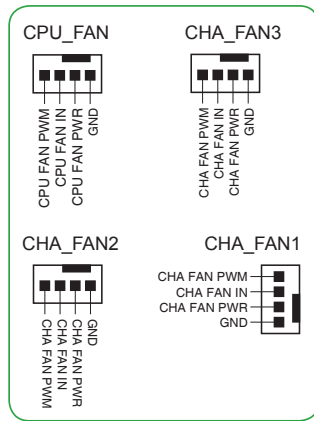 CPU_FAN
CPU FAN PWM
CPU FAN IN
CPU FAN PWR
GND
CHA_FAN3
CHA FAN PWM
CHA FAN IN
CHA FAN PWR
GND
CHA_FAN2
CHA FAN PWM
CHA FAN IN
CHA FAN PWR
GND
CHA_FAN1
CHA FAN PWM
CHA FAN IN
CHA FAN PWR
GND